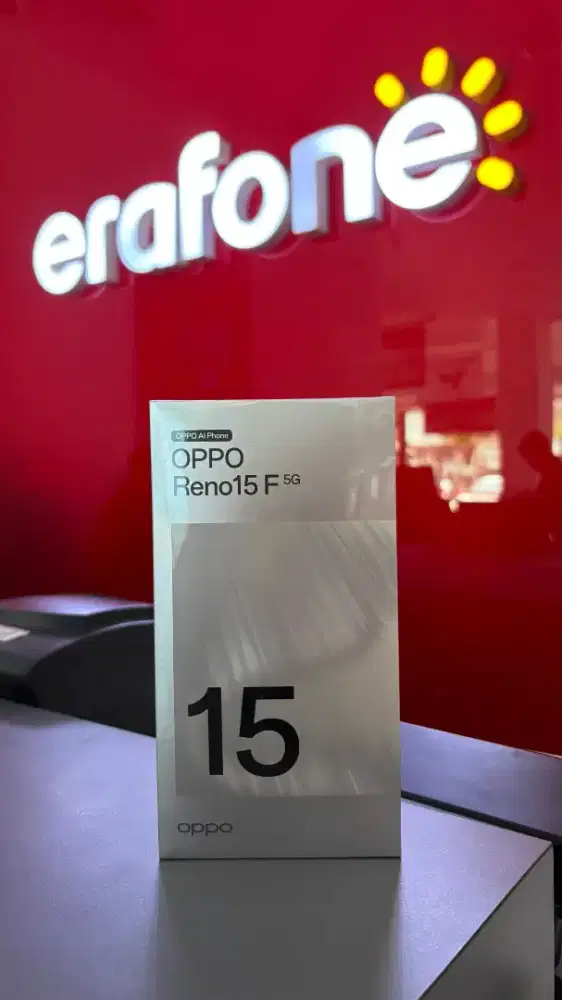 erafone
OPPO AI Phone
OPPO
Reno15 F 5G
15
oppo